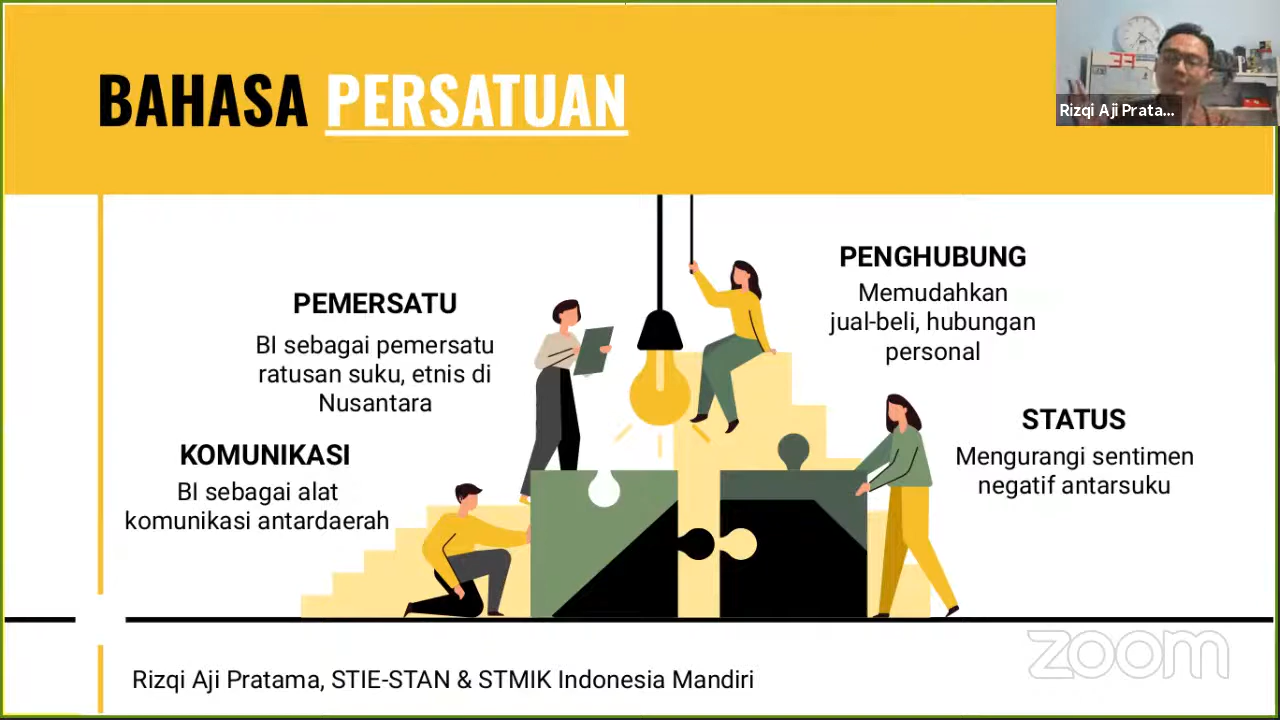 BAHASA PERSATUAN
Rizqi Aji Prata...
PEMERSATU
BI sebagai pemersatu
ratusan suku, etnis di
Nusantara
KOMUNIKASI
BI sebagai alat
komunikasi antardaerah
PENGHUBUNG
Memudahkan
jual-beli, hubungan
personal
STATUS
Mengurangi sentimen
negatif antarsuku
zoom
Rizqi Aji Pratama, STIE-STAN & STMIK Indonesia Mandiri